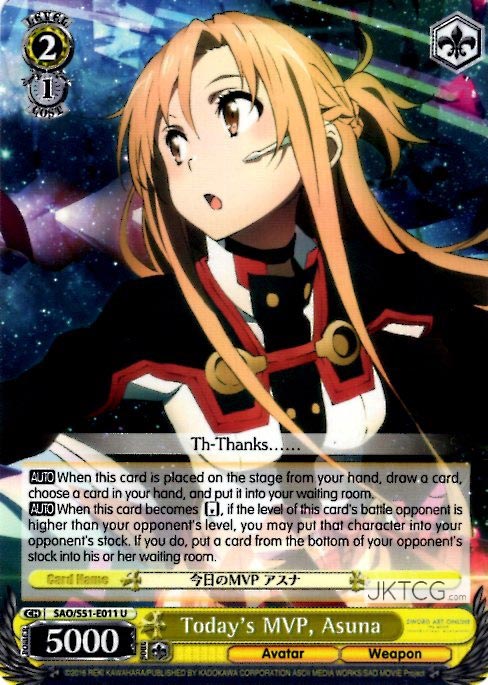 LEVEL
2
1
COST
Th-Thanks……
AUTO When this card is placed on the stage from your hand, draw a card,
choose a card in your hand, and put it into your waiting room.
AUTO When this card becomes [ ], if the level of this card's battle opponent is
higher than your opponent's level, you may put that character into your
opponent's stock. If you do, put a card from the bottom of your opponent's
stock into his or her waiting room.
Card Name 今日のMVP アスナ
JKTCG.com
CH SAO/S51-E011 U
POWER 5000 SOUL
Today's MVP, Asuna
SWORD ART ONLINE
Avatar Weapon
©2016 REKI KAWAHARA/PUBLISHED BY KADOKAWA CORPORATION ASCII MEDIA WORKS/SAO MOVIE Project